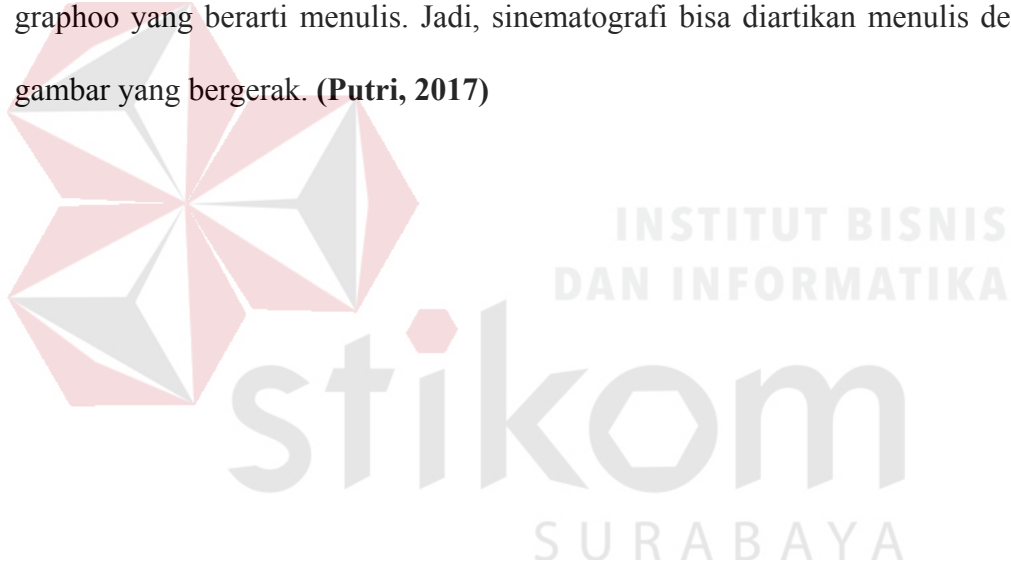 graphoo yang berarti menulis. Jadi, sinematografi bisa diartikan menulis de
gambar yang bergerak. (Putri, 2017)
INSTITUT BISNIS
DAN INFORMATIKA
stikom
SURABAYA